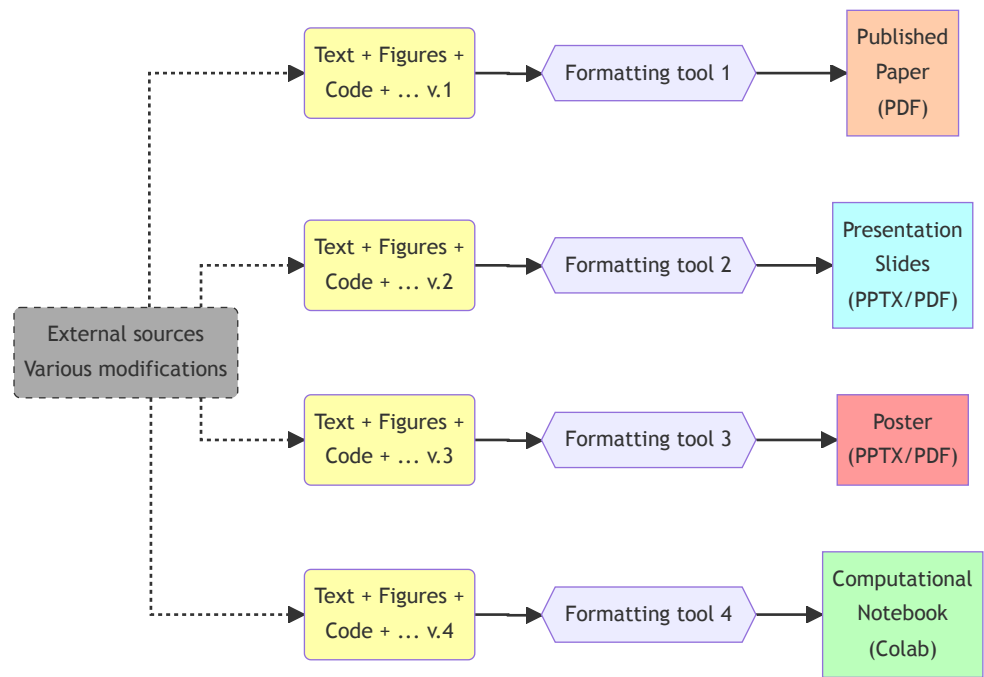 Text + Figures +
Code + ... v.1
Formatting tool 1
Published
Paper
(PDF)
Text + Figures +
Code + ... v.2
Formatting tool 2
Presentation
Slides
(PPTX/PDF)
External sources
Various modifications
Text + Figures +
Code + ... v.3
Formatting tool 3
Poster
(PPTX/PDF)
Text + Figures +
Code + ... v.4
Formatting tool 4
Computational
Notebook
(Colab)